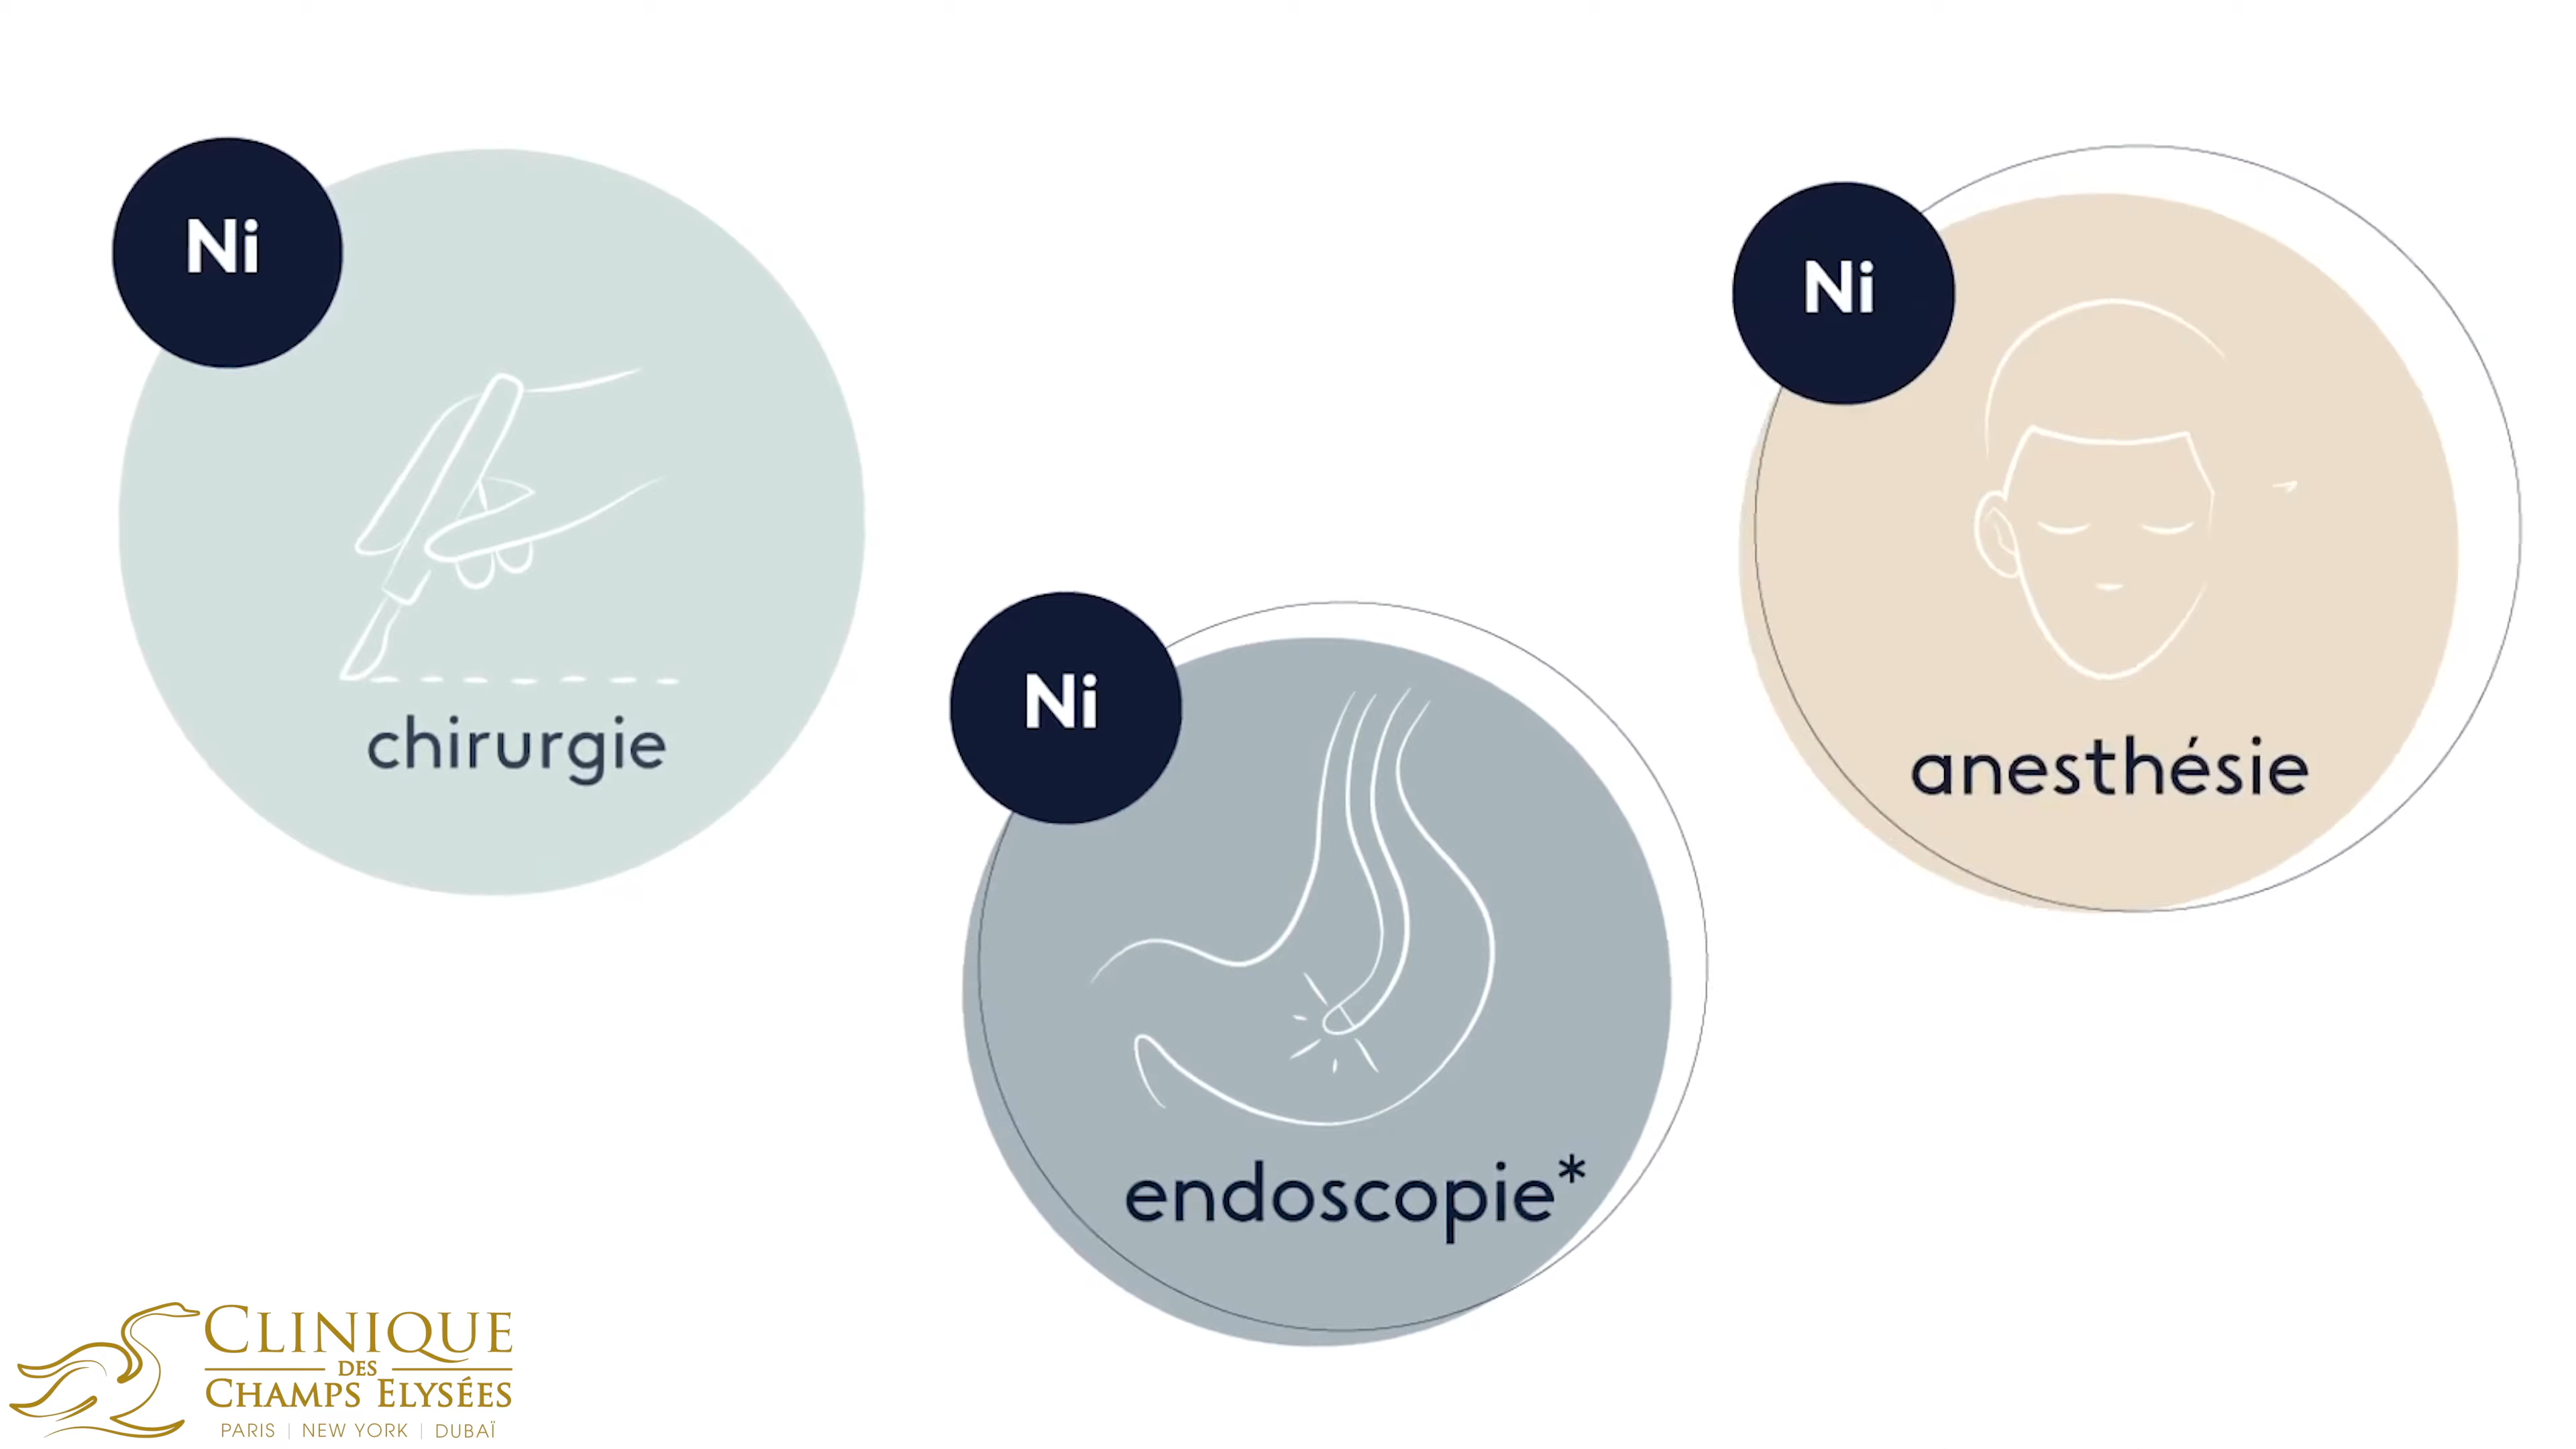 Ni
chirurgie
Ni
endoscopie*
Ni
anesthésie
CLINIQUE
DES
CHAMPS ELYSÉES
PARIS | NEW YORK | DUBAÏ